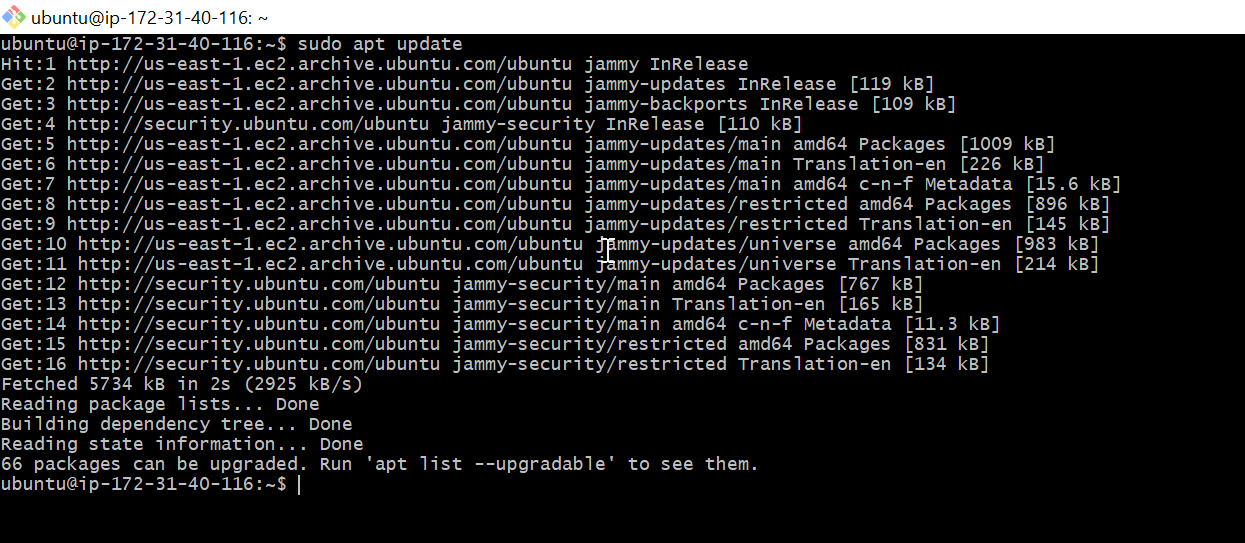 ubuntu@ip-172-31-40-116: ~
ubuntu@ip-172-31-40-116:~$ sudo apt update
Hit:1 http://us-east-1.ec2.archive.ubuntu.com/ubuntu jammy InRelease
Get:2 http://us-east-1.ec2.archive.ubuntu.com/ubuntu jammy-updates InRelease [119 kB]
Get:3 http://us-east-1.ec2.archive.ubuntu.com/ubuntu jammy-backports InRelease [109 kB]
Get:4 http://security.ubuntu.com/ubuntu jammy-security InRelease [110 kB]
Get:5 http://us-east-1.ec2.archive.ubuntu.com/ubuntu jammy-updates/main amd64 Packages [1009 kB]
Get:6 http://us-east-1.ec2.archive.ubuntu.com/ubuntu jammy-updates/main Translation-en [226 kB]
Get:7 http://us-east-1.ec2.archive.ubuntu.com/ubuntu jammy-updates/main amd64 c-n-f Metadata [15.6 kB]
Get:8 http://us-east-1.ec2.archive.ubuntu.com/ubuntu jammy-updates/restricted amd64 Packages [896 kB]
Get:9 http://us-east-1.ec2.archive.ubuntu.com/ubuntu jammy-updates/restricted Translation-en [145 kB]
Get:10 http://us-east-1.ec2.archive.ubuntu.com/ubuntu jammy-updates/universe amd64 Packages [983 kB]
Get:11 http://us-east-1.ec2.archive.ubuntu.com/ubuntu jammy-updates/universe Translation-en [214 kB]
Get:12 http://security.ubuntu.com/ubuntu jammy-security/main amd64 Packages [767 kB]
Get:13 http://security.ubuntu.com/ubuntu jammy-security/main Translation-en [165 kB]
Get:14 http://security.ubuntu.com/ubuntu jammy-security/main amd64 c-n-f Metadata [11.3 kB]
Get:15 http://security.ubuntu.com/ubuntu jammy-security/restricted amd64 Packages [831 kB]
Get:16 http://security.ubuntu.com/ubuntu jammy-security/restricted Translation-en [134 kB]
Fetched 5734 kB in 2s (2925 kB/s)
Reading package lists... Done
Building dependency tree... Done
Reading state information... Done
66 packages can be upgraded. Run 'apt list --upgradable' to see them.
ubuntu@ip-172-31-40-116:~$